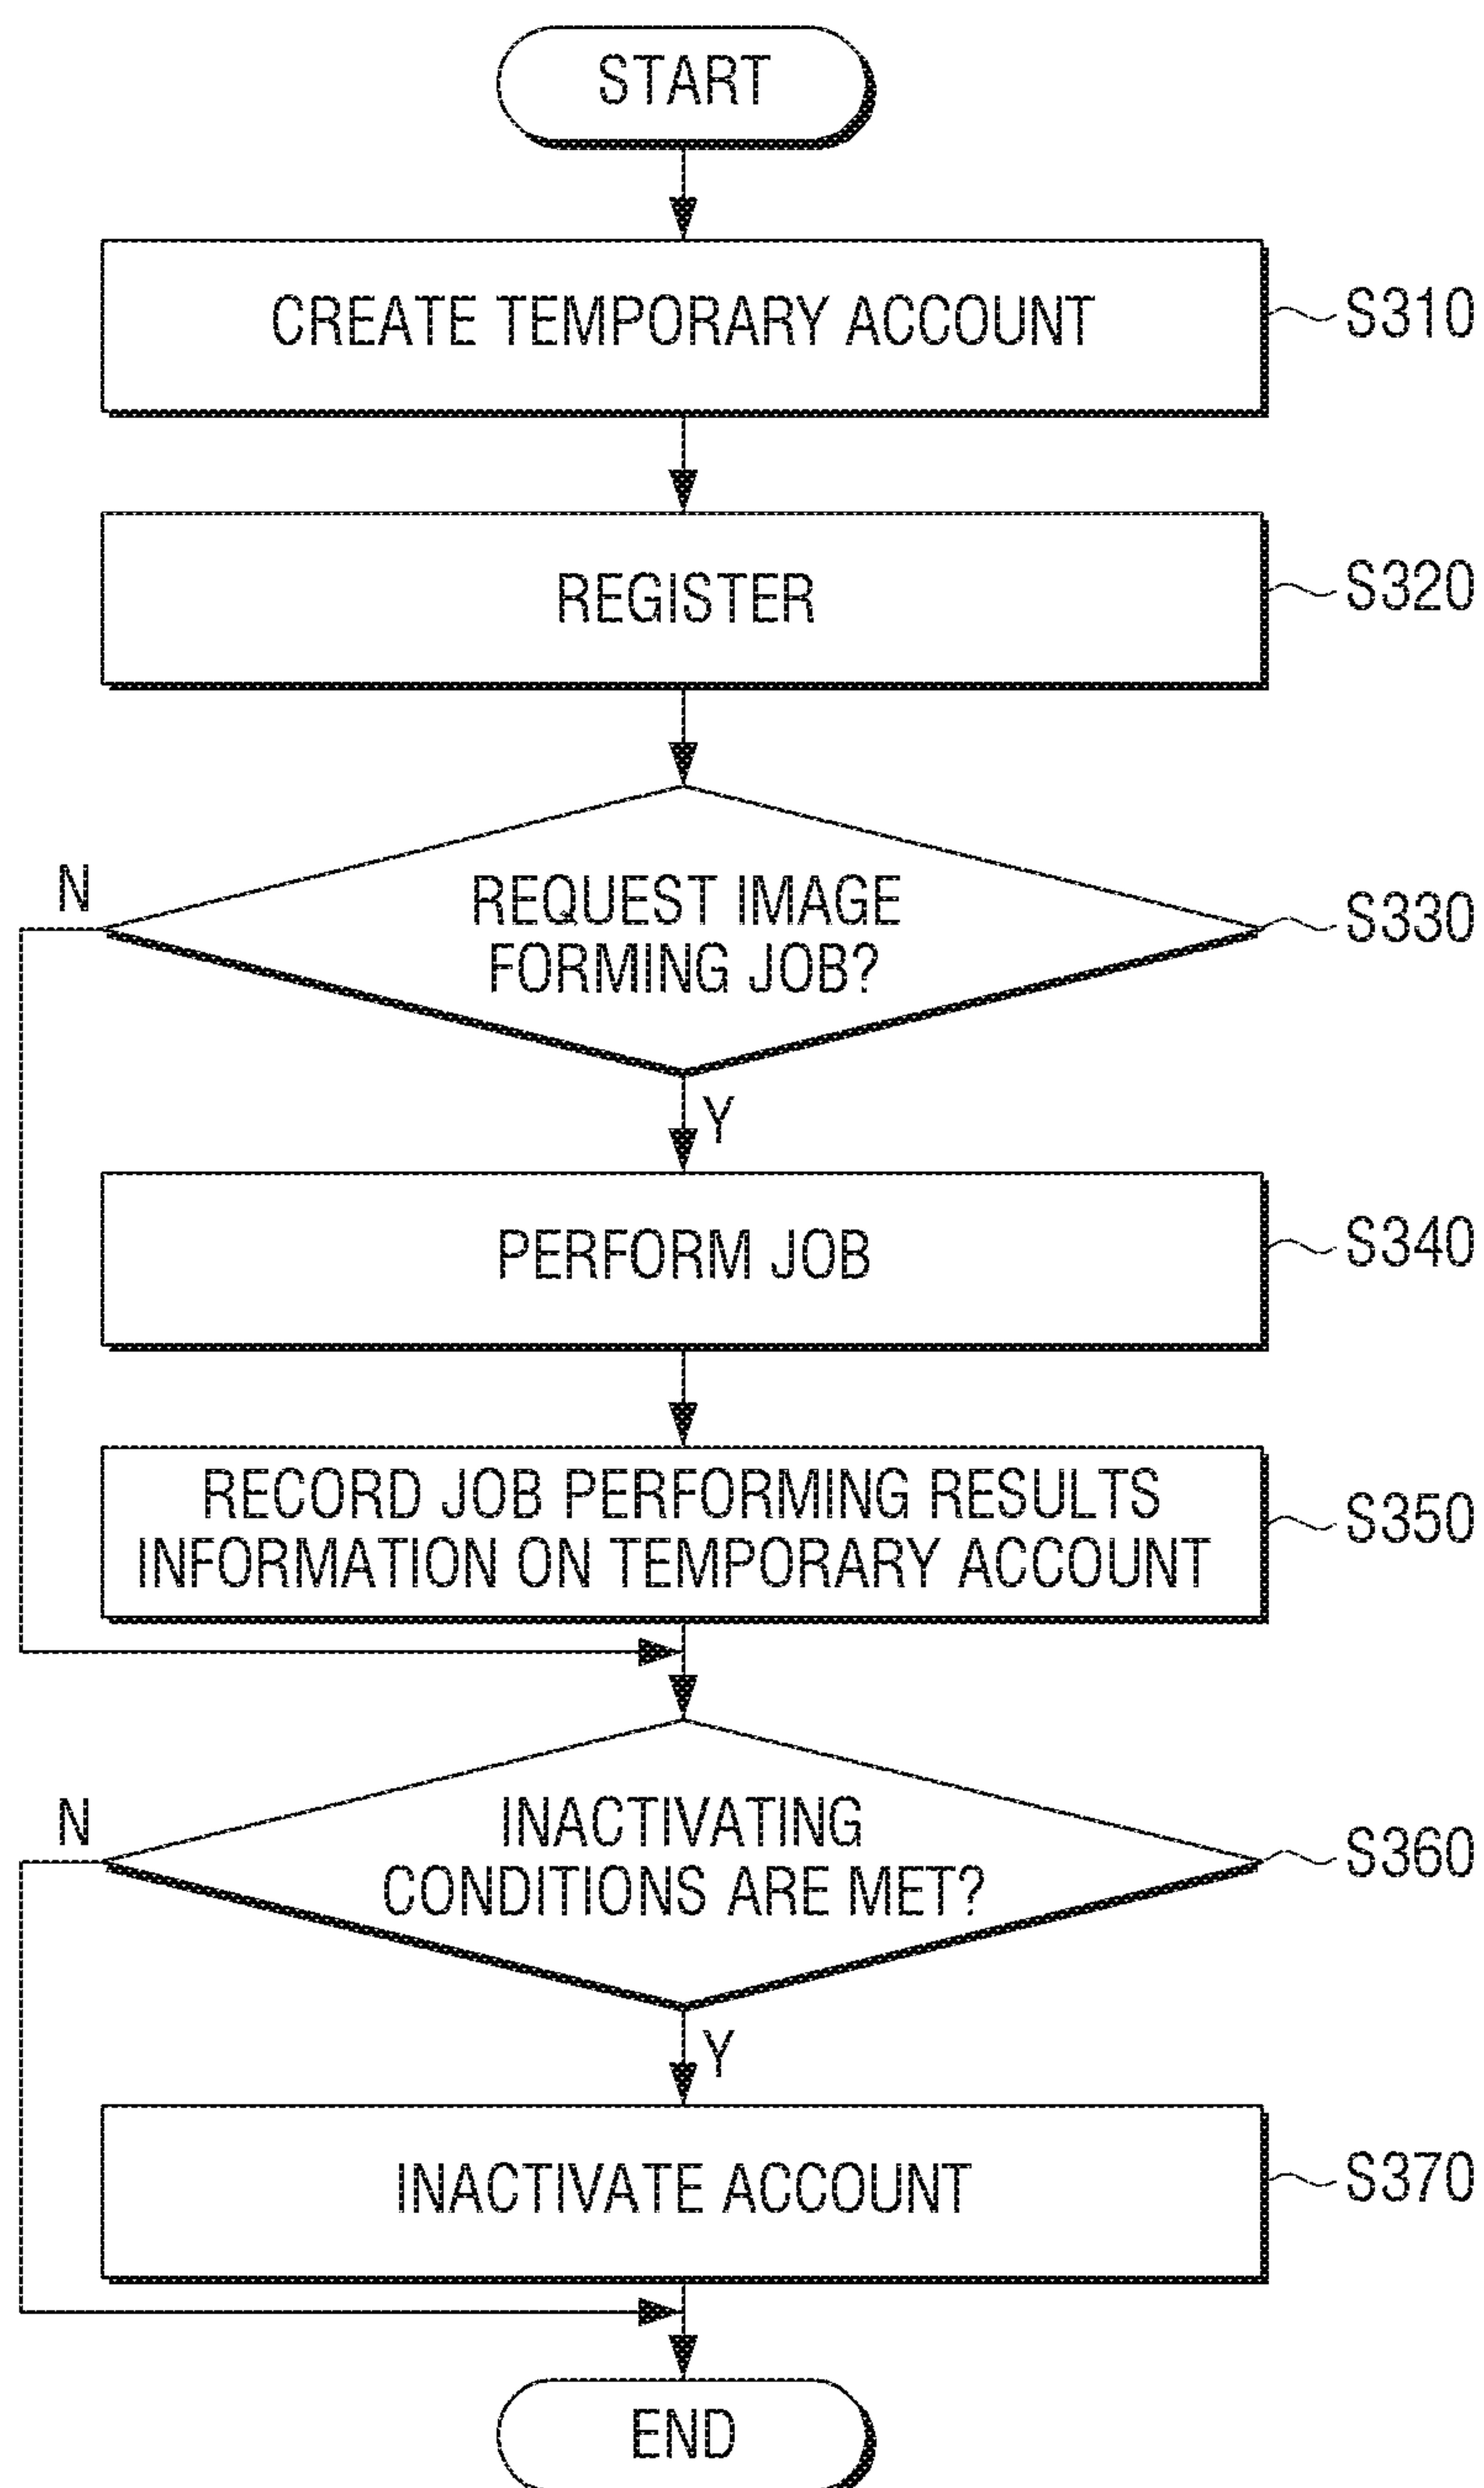 START
CREATE TEMPORARY ACCOUNT
S310
REGISTER
S320
N
REQUEST IMAGE
FORMING JOB?
S330
Y
PERFORM JOB
S340
RECORD JOB PERFORMING RESULTS
INFORMATION ON TEMPORARY ACCOUNT
S350
N
INACTIVATING
CONDITIONS ARE MET?
S360
Y
INACTIVATE ACCOUNT
S370
END